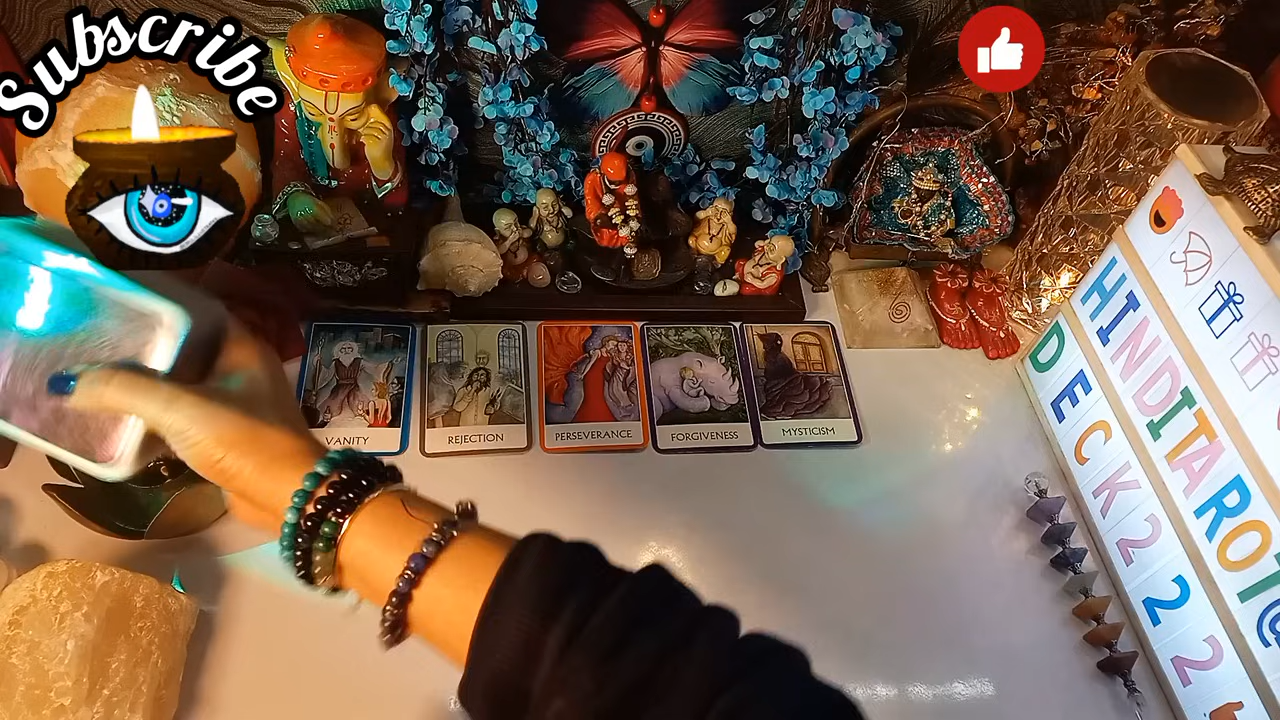 Subscribe
VANITY
REJECTION
PERSEVERANCE
FORGIVENESS
MYSTICISM
HINDITAROT
DECK222